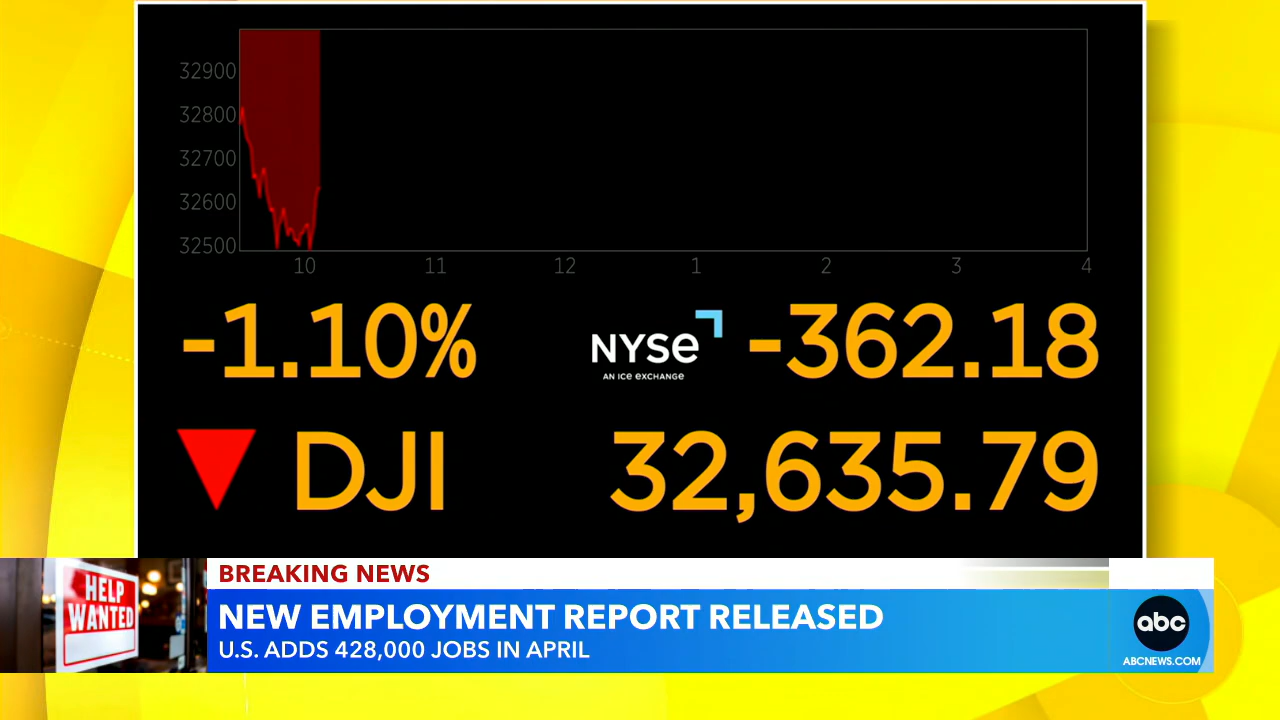 32900
32800
32700
32600
32500
10 11 12 1 2 3 4
-1.10% NYSE -362.18
AN ICE EXCHANGE
DJI 32,635.79
BREAKING NEWS
HELP WANTED
NEW EMPLOYMENT REPORT RELEASED
U.S. ADDS 428,000 JOBS IN APRIL
abc
ABCNEWS.COM